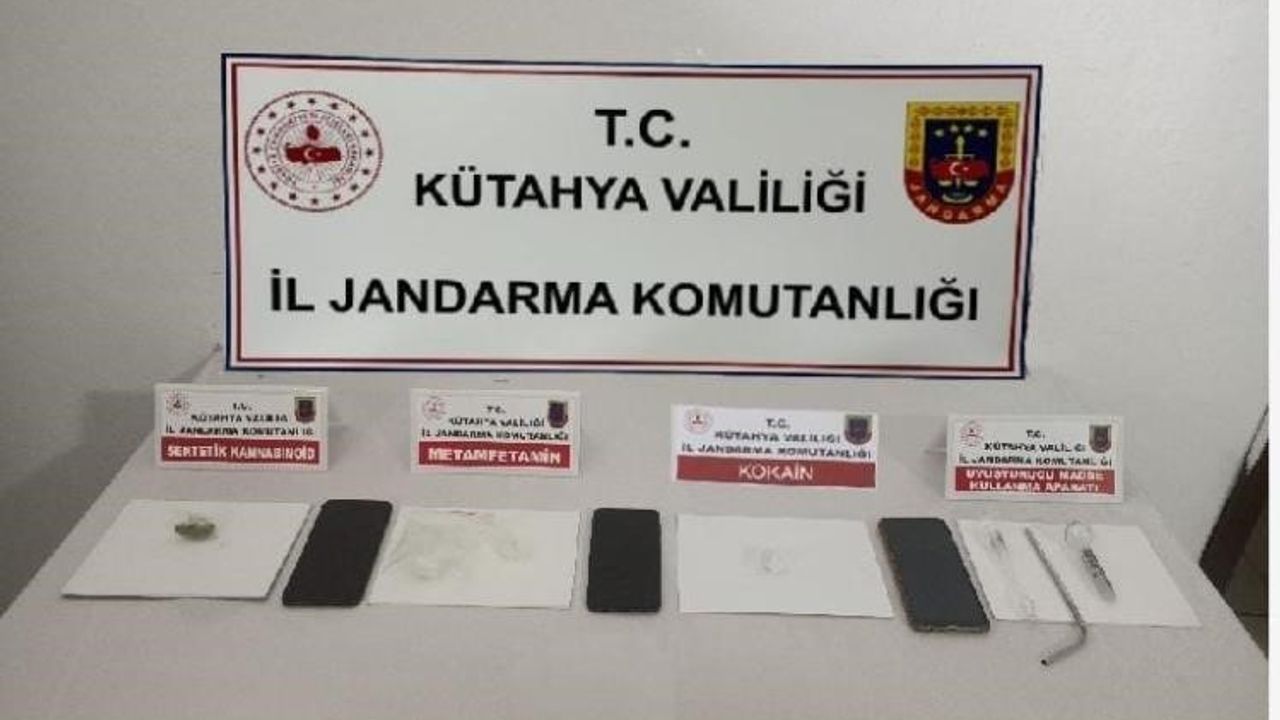 T.C.
KÜTAHYA VALİLİĞİ
İL JANDARMA KOMUTANLIĞI
JANDARMA
T.C.
KÜTAHYA VALİLİĞİ
İL JANDARMA KOMUTANLIĞI
SENTETİK KANNABİNOİD
T.C.
KÜTAHYA VALİLİĞİ
İL JANDARMA KOMUTANLIĞI
METAMFETAMİN
T.C.
KÜTAHYA VALİLİĞİ
İL JANDARMA KOMUTANLIĞI
KOKAİN
T.C.
KÜTAHYA VALİLİĞİ
İL JANDARMA KOMUTANLIĞI
UYUŞTURUCU MADDE
KULLANMA APARATI